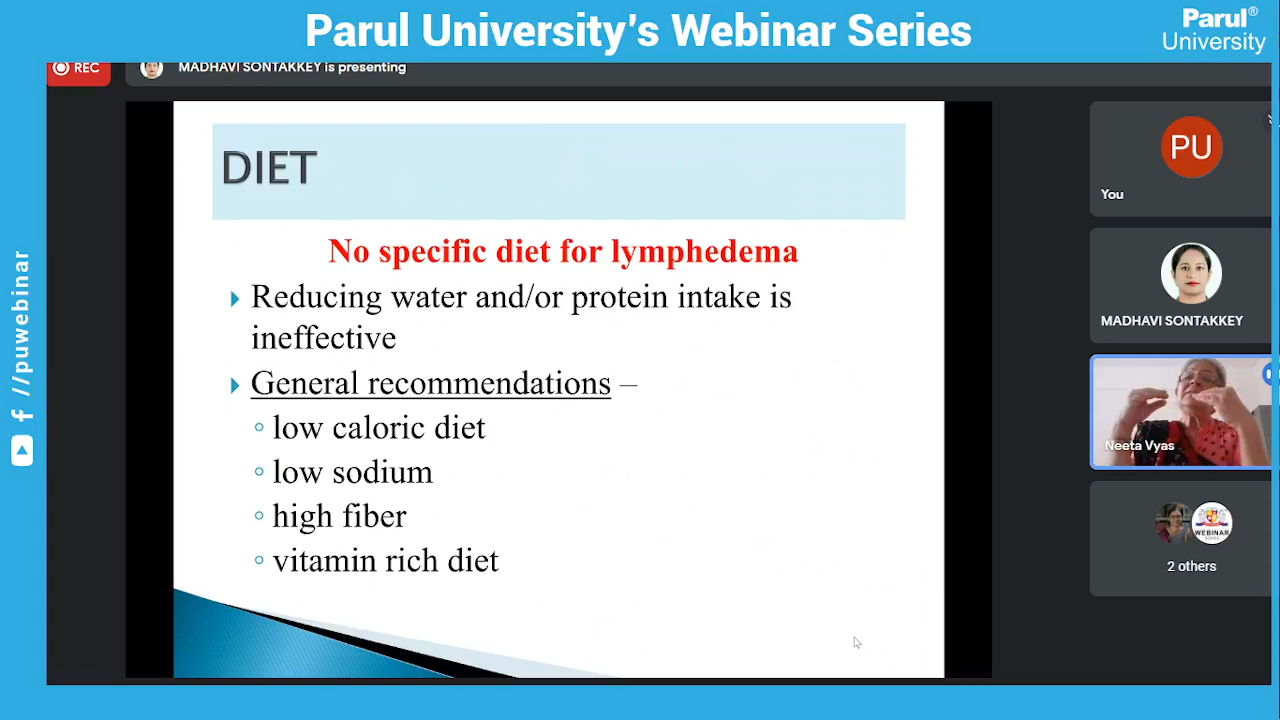 Parul University's Webinar Series
Parul®
University
REC
MADHAVI SONTAKKEY is presenting
DIET
No specific diet for lymphedema
Reducing water and/or protein intake is
ineffective
General recommendations –
low caloric diet
low sodium
high fiber
vitamin rich diet
PU
You
MADHAVI SONTAKKEY
Neeta Vyas
WEBINAR
2 others
//puwebinar